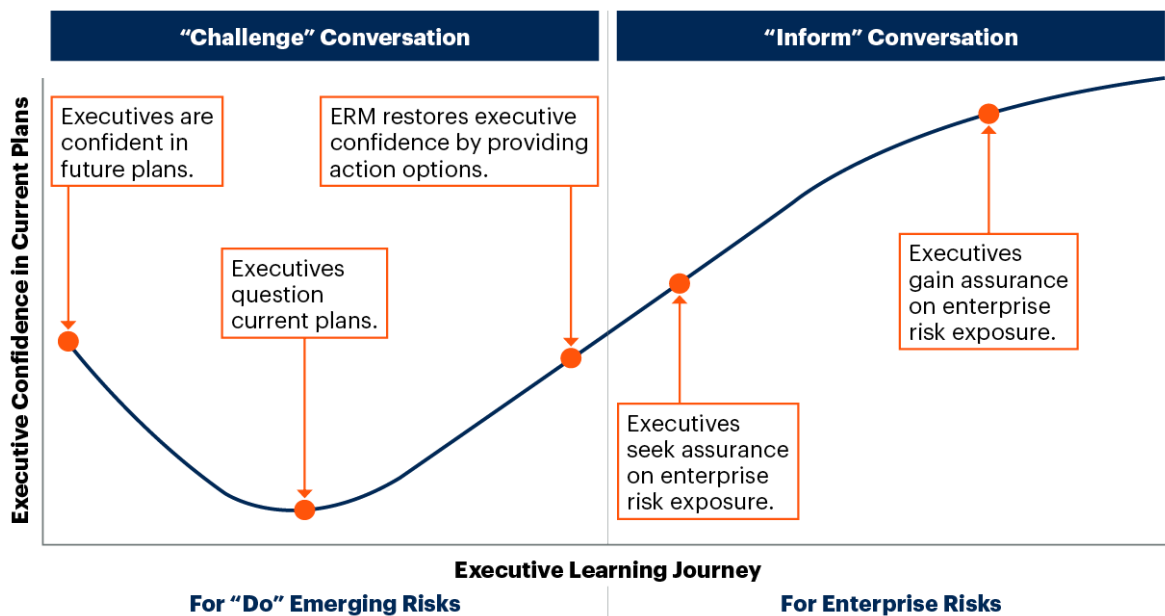 “Challenge” Conversation
“Inform” Conversation
Executive Confidence in Current Plans
Executives are
confident in
future plans.
ERM restores executive
confidence by providing
action options.
Executives
question
current plans.
Executives
gain assurance
on enterprise
risk exposure.
Executives
seek assurance
on enterprise
risk exposure.
Executive Learning Journey
For “Do” Emerging Risks
For Enterprise Risks